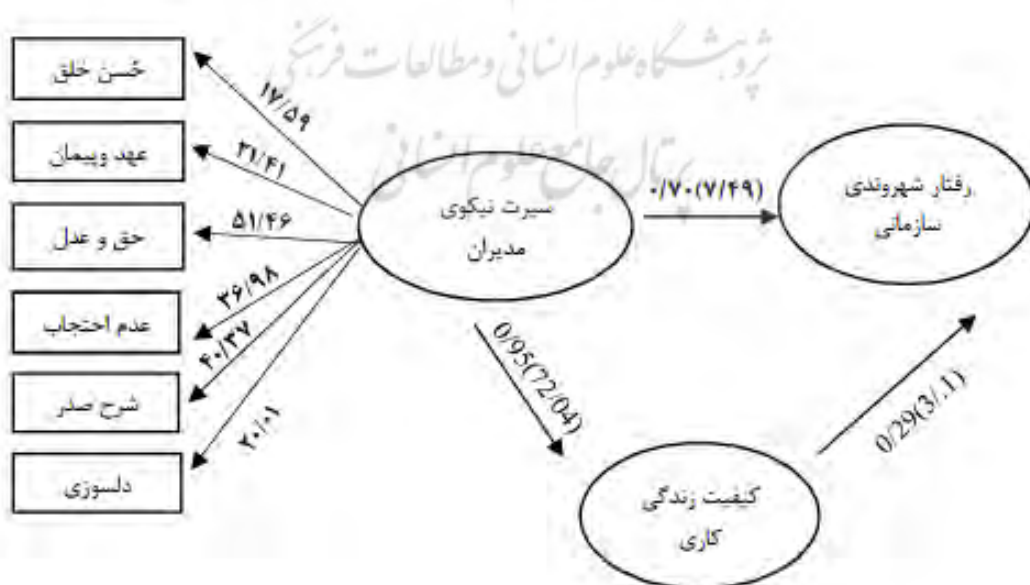 پژوهشگاه علوم انسانی و مطالعات فرهنگی
پرتال جامع علوم انسانی
حُسن خلق
۱۷/۵۹
عهد وپیمان
۲۱/۴۱
حق و عدل
۵۱/۴۶
عدم احتجاب
۳۶/۹۸
شرح صدر
۴۰/۳۷
دلسوزی
۲۰/۰۱
سیرت نیکوی
مدیران
۰/۷۰(۷/۴۹)
رفتار شهروندی
سازمانی
0/95(72/04)
0/29(3/.1)
کیفیت زندگی
کاری